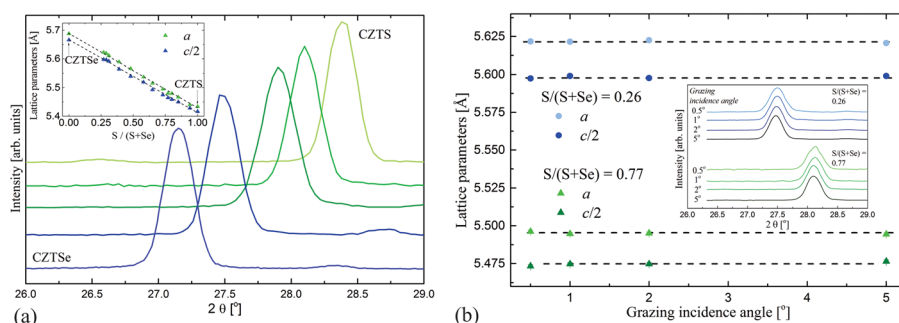 5.7
5.6
5.5
5.4
Lattice parameters [Å]
a
c/2
CZTSe
CZTS
0.00 0.25 0.50 0.75 1.00
S / (S+Se)
CZTS
CZTSe
Intensity [arb. units]
26.0 26.5 27.0 27.5 28.0 28.5 29.0
2 θ [°]
(a)
5.625
5.600
5.575
5.550
5.525
5.500
5.475
Lattice parameters [Å]
S/(S+Se) = 0.26
a
c/2
S/(S+Se) = 0.77
a
c/2
Grazing
incidence angle
0.5°
1°
2°
5°
S/(S+Se) =
0.26
S/(S+Se) =
0.77
0.5°
1°
2°
5°
Intensity [arb. units]
26.0 26.5 27.0 27.5 28.0 28.5 29.0
2 θ [°]
1 2 3 4 5
Grazing incidence angle [°]
(b)